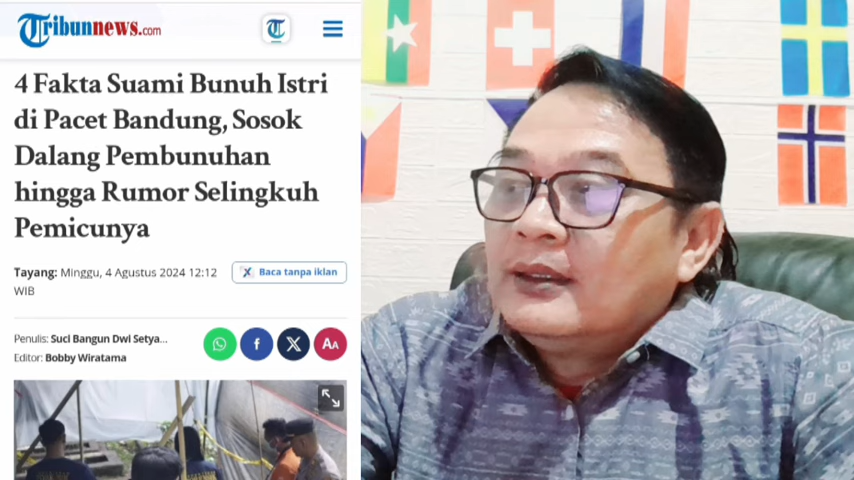 Tribunnews.com
4 Fakta Suami Bunuh Istri
di Pacet Bandung, Sosok
Dalang Pembunuhan
hingga Rumor Selingkuh
Pemicunya
Tayang: Minggu, 4 Agustus 2024 12:12
WIB
Baca tanpa iklan
Penulis: Suci Bangun Dwi Setya...
Editor: Bobby Wiratama
AA